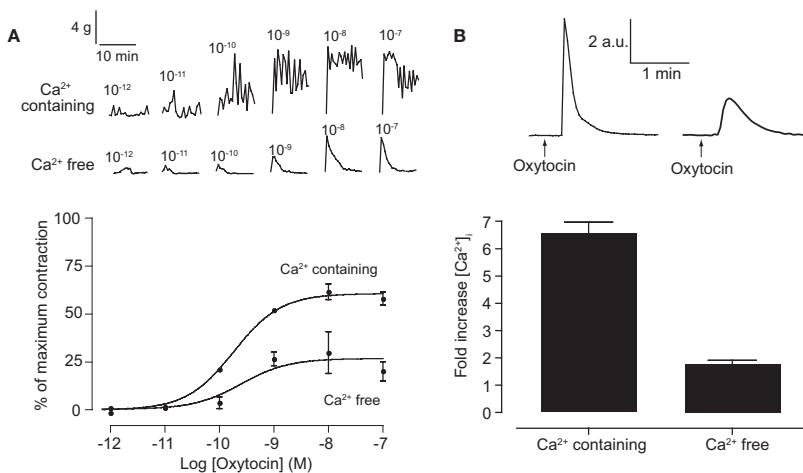 A
4 g
10 min
10⁻¹² 10⁻¹¹ 10⁻¹⁰ 10⁻⁹ 10⁻⁸ 10⁻⁷
Ca²⁺
containing
10⁻¹² 10⁻¹¹ 10⁻¹⁰ 10⁻⁹ 10⁻⁸ 10⁻⁷
Ca²⁺ free
% of maximum contraction
100
75
50
25
0
Ca²⁺ containing
Ca²⁺ free
-12 -11 -10 -9 -8 -7
Log [Oxytocin] (M)
B
2 a.u.
1 min
Oxytocin
Oxytocin
Fold increase [Ca²⁺]ᵢ
7
6
5
4
3
2
1
0
Ca²⁺ containing Ca²⁺ free